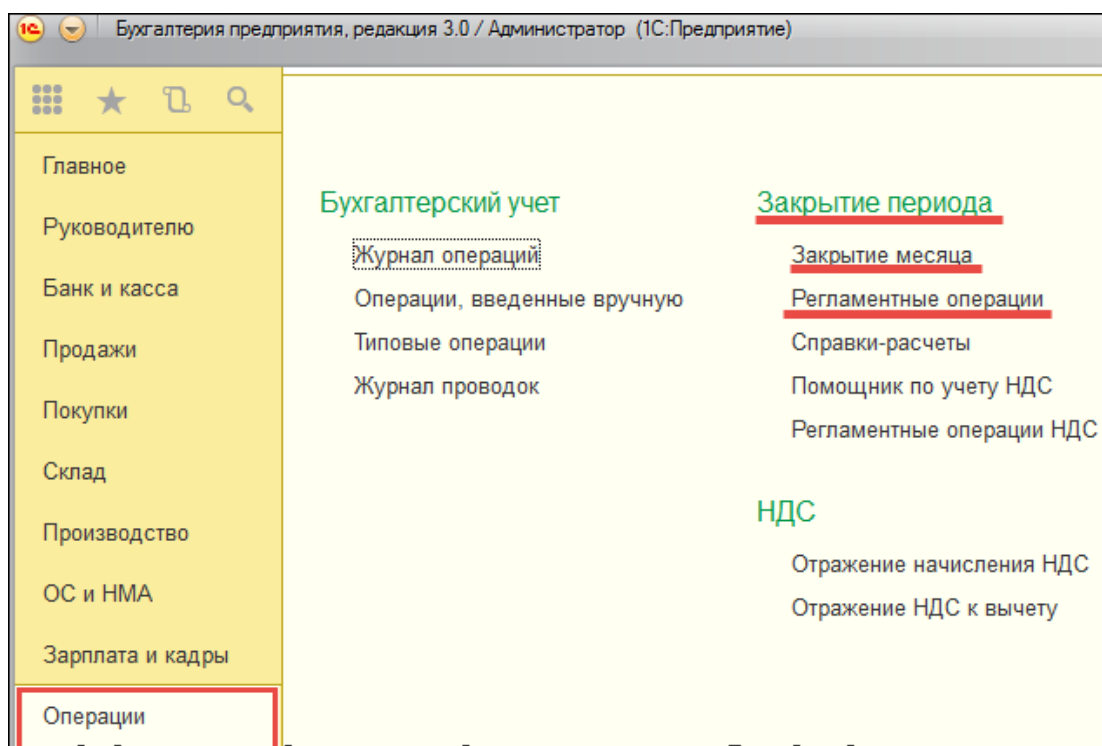 1С Бухгалтерия предприятия, редакция 3.0 / Администратор (1С:Предприятие)
Главное
Руководителю
Банк и касса
Продажи
Покупки
Склад
Производство
ОС и НМА
Зарплата и кадры
Операции
Бухгалтерский учет
Журнал операций
Операции, введенные вручную
Типовые операции
Журнал проводок
Закрытие периода
Закрытие месяца
Регламентные операции
Справки-расчеты
Помощник по учету НДС
Регламентные операции НДС
НДС
Отражение начисления НДС
Отражение НДС к вычету